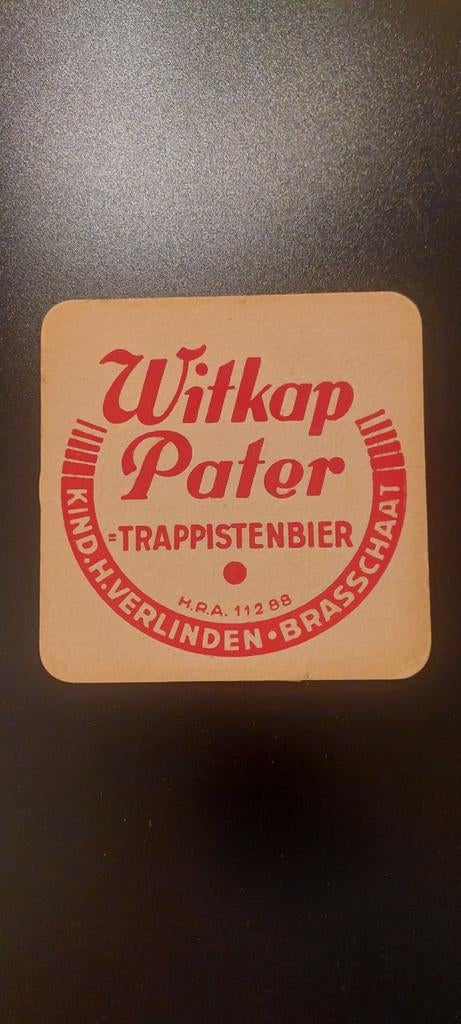 Witkap
Pater
=TRAPPISTENBIER
H.R.A. 11288
KIND.H.VERLINDEN•BRASSCHAAT